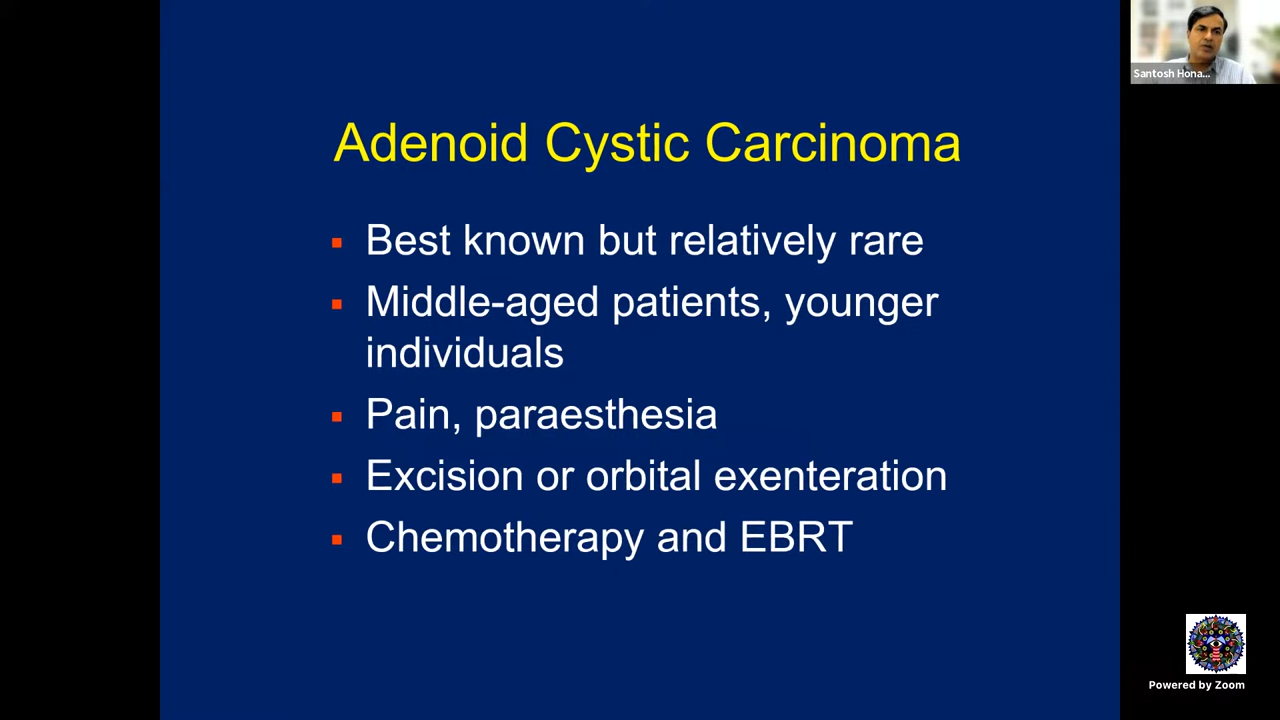 Adenoid Cystic Carcinoma
Best known but relatively rare
Middle-aged patients, younger
individuals
Pain, paraesthesia
Excision or orbital exenteration
Chemotherapy and EBRT
Santosh Hona...
Powered by Zoom